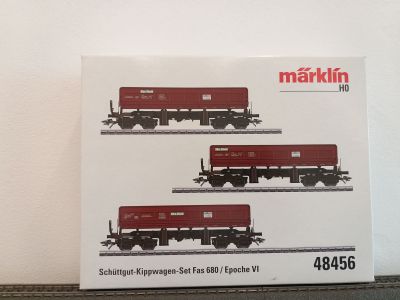 märklin
H0
Schüttgut-Kippwagen-Set Fas 680 / Epoche VI
48456